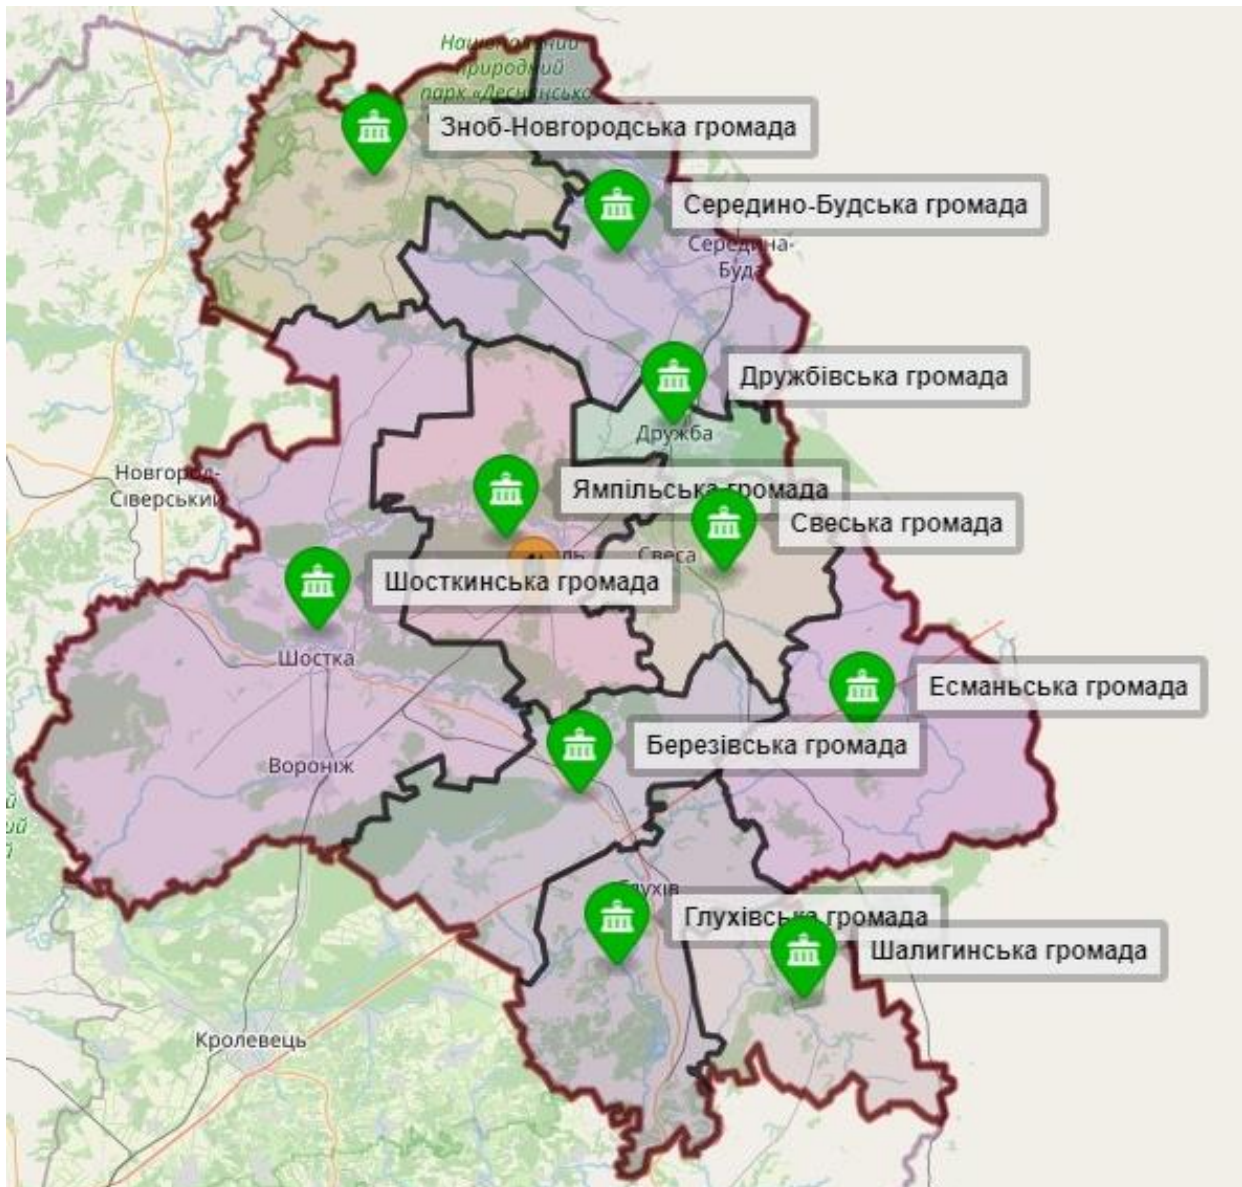 Національний
природний
парк «Деснянсько
Зноб-Новгородська громада
Середино-Будська громада
Середина-
Буда
Дружбівська громада
Дружба
Новгород-
Сіверський
Ямпільська громада
Свеська громада
Свеса
Шосткинська громада
Шостка
Есманьська громада
Березівська громада
Вороніж
Глухів
Глухівська громада
Шалигинська громада
Кролевець